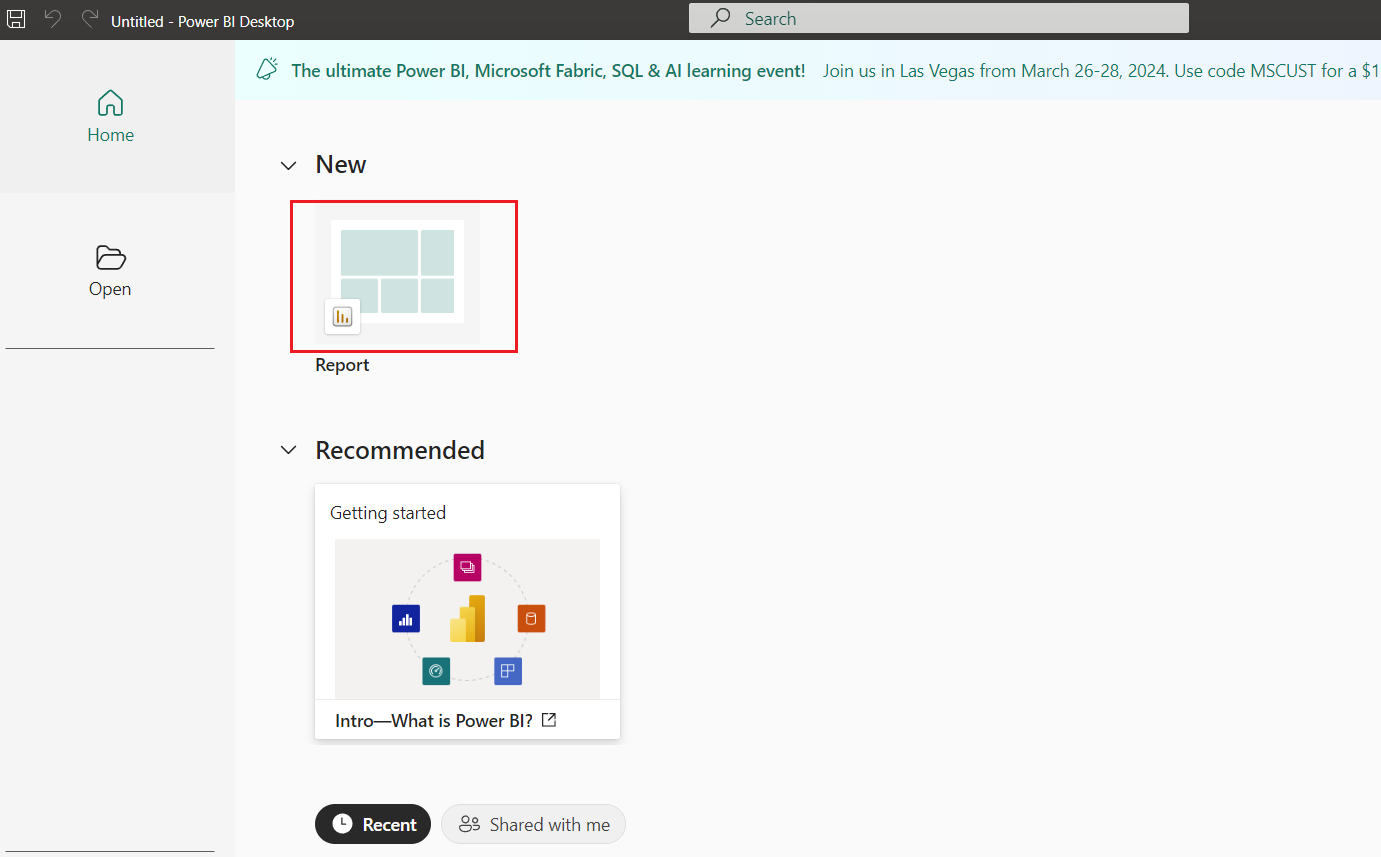 Untitled - Power BI Desktop
Search
Home
Open
The ultimate Power BI, Microsoft Fabric, SQL & AI learning event! Join us in Las Vegas from March 26-28, 2024. Use code MSCUST for a $1
New
Report
Recommended
Getting started
Intro—What is Power BI?
Recent
Shared with me